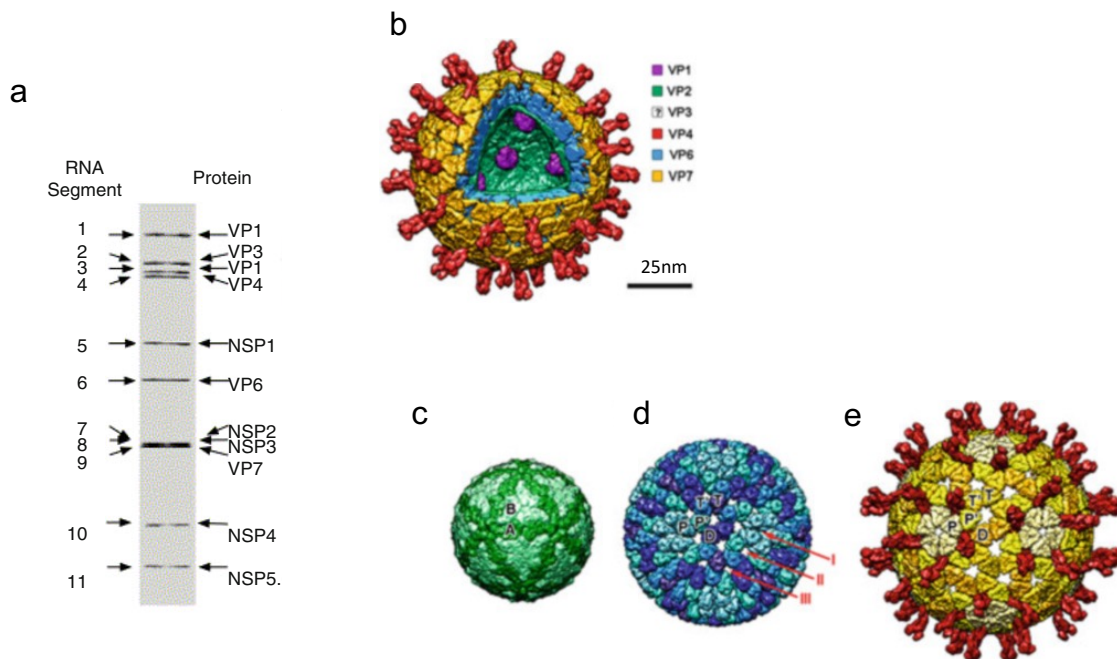 a
RNA
Segment
Protein
1
2
3
4
5
6
7
8
9
10
11
VP1
VP3
VP1
VP4
NSP1
VP6
NSP2
NSP3
VP7
NSP4
NSP5.
b
VP1
VP2
? VP3
VP4
VP6
VP7
25nm
c
B
A
d
T T
P P
D
I
II
III
e
T T
P P
D